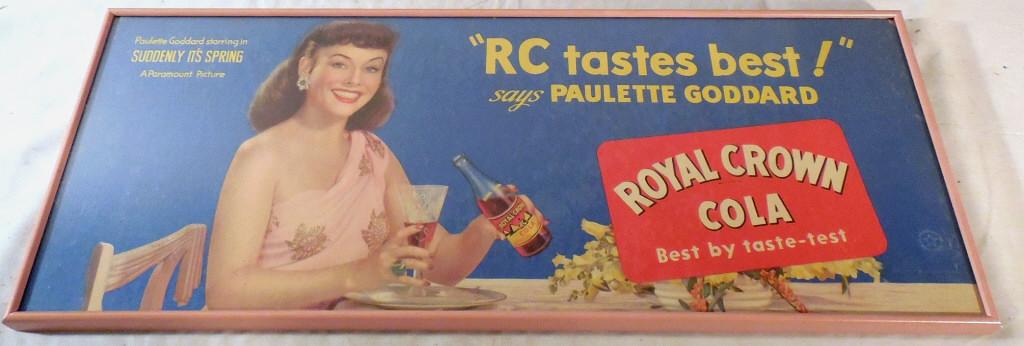 Paulette Goddard starring in
SUDDENLY IT'S SPRING
A Paramount Picture
"RC tastes best!"
says PAULETTE GODDARD
ROYAL CROWN
COLA
Best by taste-test